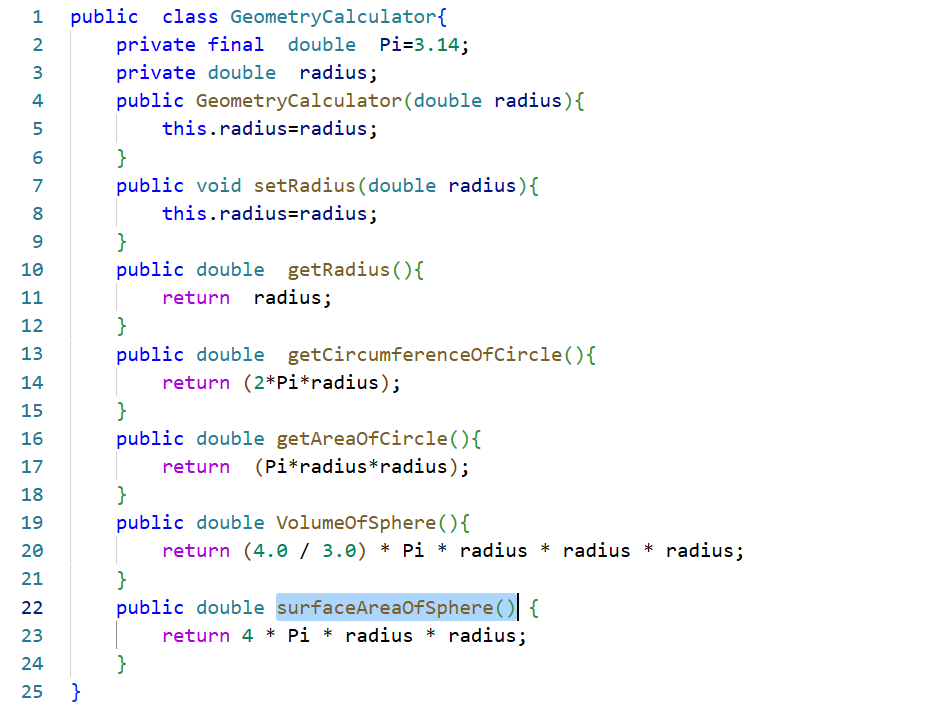 1 public  class GeometryCalculator{
2     private final  double  Pi=3.14;
3     private double  radius;
4     public GeometryCalculator(double radius){
5         this.radius=radius;
6     }
7     public void setRadius(double radius){
8         this.radius=radius;
9     }
10     public double  getRadius(){
11         return  radius;
12     }
13     public double  getCircumferenceOfCircle(){
14         return (2*Pi*radius);
15     }
16     public double getAreaOfCircle(){
17         return  (Pi*radius*radius);
18     }
19     public double VolumeOfSphere(){
20         return (4.0 / 3.0) * Pi * radius * radius * radius;
21     }
22     public double surfaceAreaOfSphere() {
23         return 4 * Pi * radius * radius;
24     }
25 }